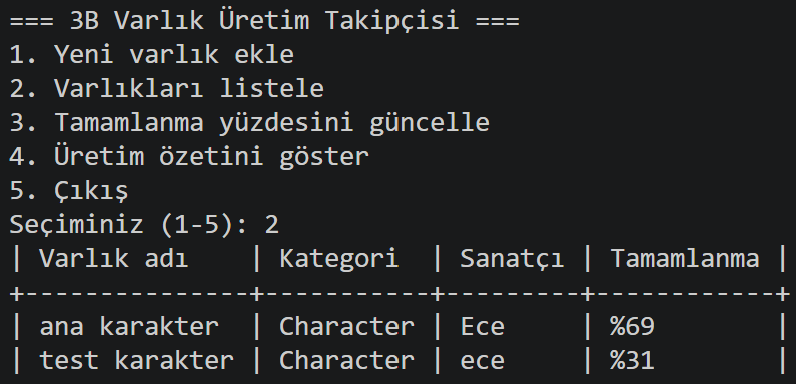 === 3B Varlık Üretim Takipçisi ===
1. Yeni varlık ekle
2. Varlıkları listele
3. Tamamlanma yüzdesini güncelle
4. Üretim özetini göster
5. Çıkış
Seçiminiz (1-5): 2
| Varlık adı    | Kategori  | Sanatçı | Tamamlanma |
+---------------+-----------+---------+------------+
| ana karakter  | Character | Ece     | %69        |
| test karakter | Character | ece     | %31        |